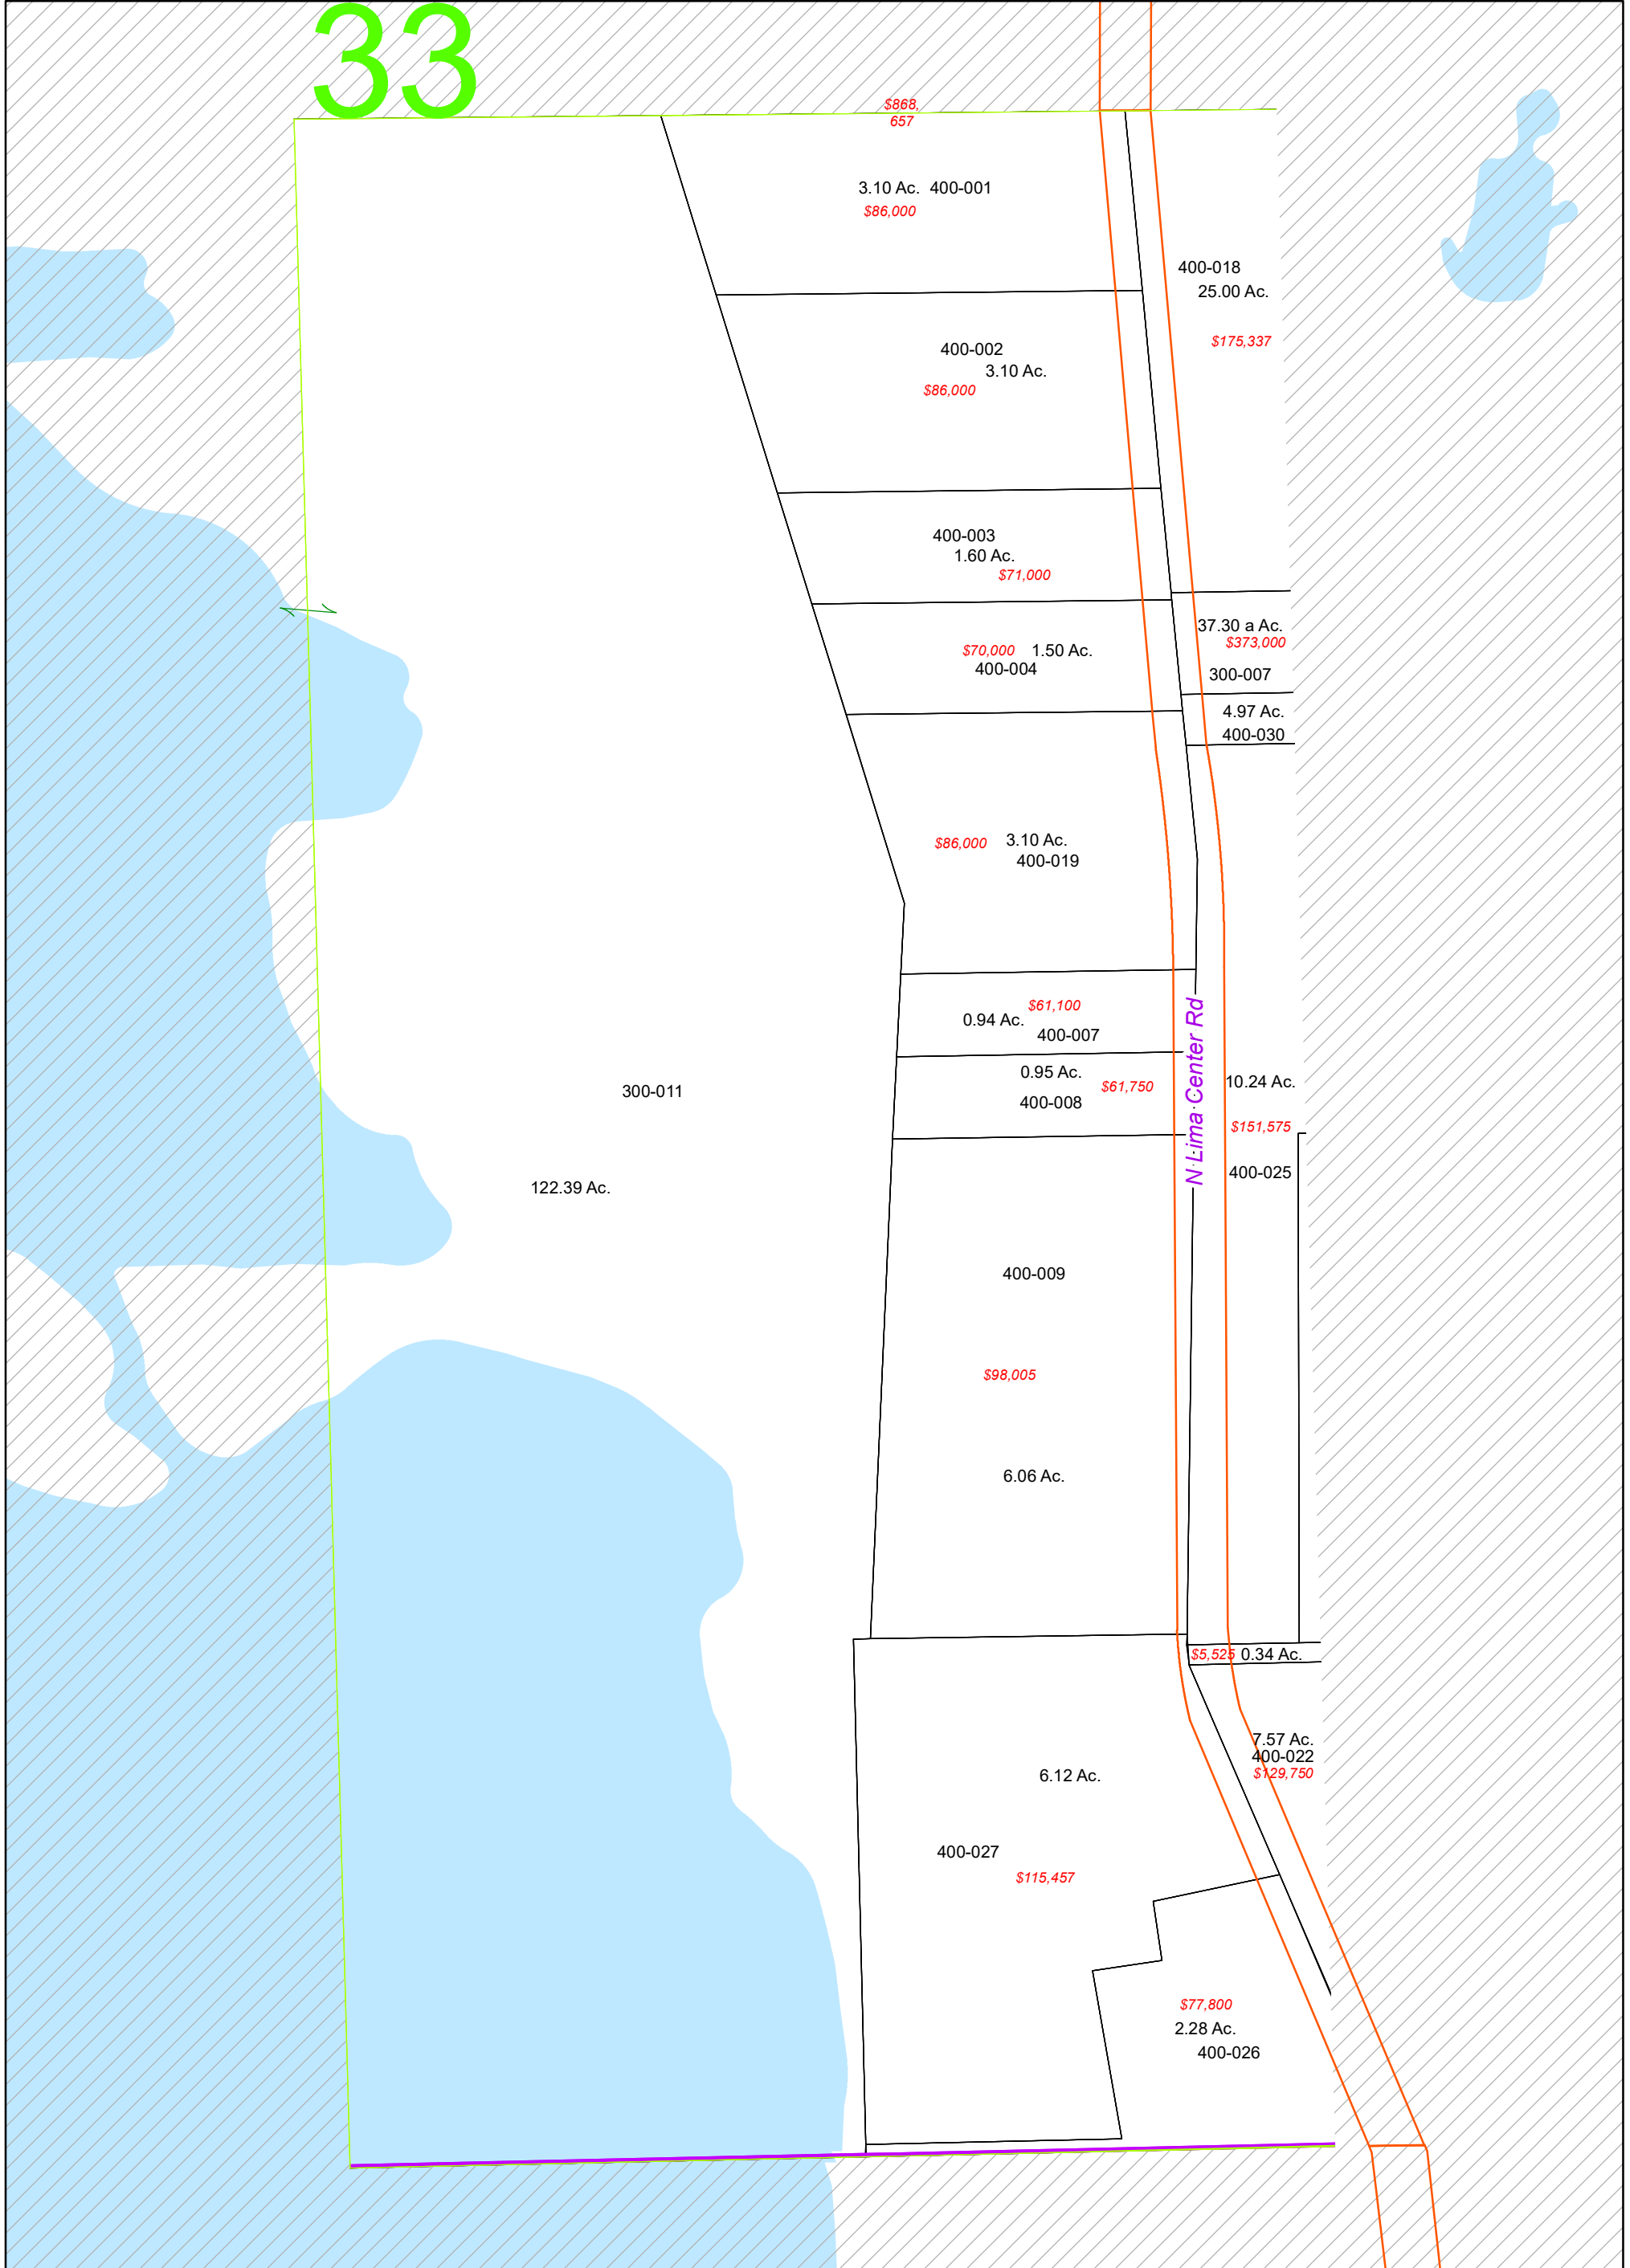 33
$868,
657
3.10 Ac. 400-001
$86,000
400-018
25.00 Ac.
$175,337
400-002
3.10 Ac.
$86,000
400-003
1.60 Ac.
$71,000
37.30 a Ac.
$373,000
300-007
$70,000 1.50 Ac.
400-004
4.97 Ac.
400-030
$86,000 3.10 Ac.
400-019
$61,100
0.94 Ac.
400-007
N Lima Center Rd
0.95 Ac.
$61,750
400-008
10.24 Ac.
$151,575
400-025
300-011
122.39 Ac.
400-009
$98,005
6.06 Ac.
$5,525 0.34 Ac.
7.57 Ac.
400-022
$129,750
6.12 Ac.
400-027
$115,457
$77,800
2.28 Ac.
400-026